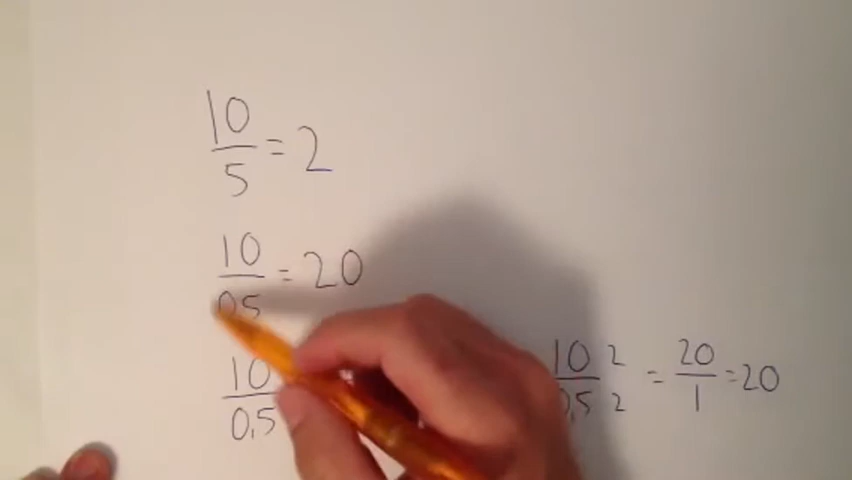 10/5 = 2
10/0,5 = 20
10/0,5
10 2/0,5 2 = 20/1 = 20